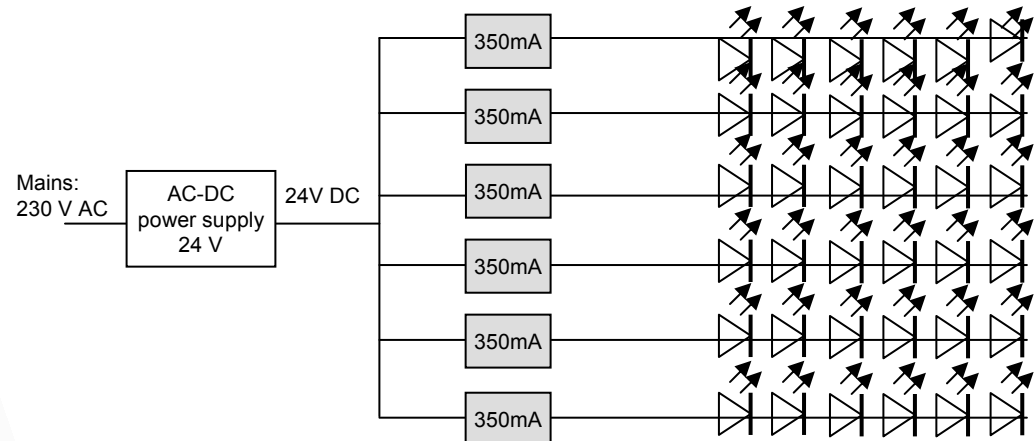 350mA
350mA
350mA
Mains:
230 V AC
AC-DC
power supply
24 V
24V DC
350mA
350mA
350mA